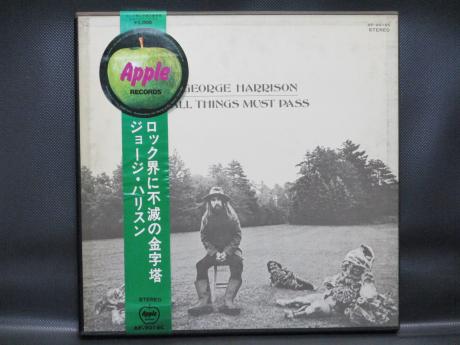 STEREO
Apple
RECORDS
GEORGE HARRISON
ALL THINGS MUST PASS
ロック界に不滅の金字塔
ジョージ・ハリスン
STEREO
Apple